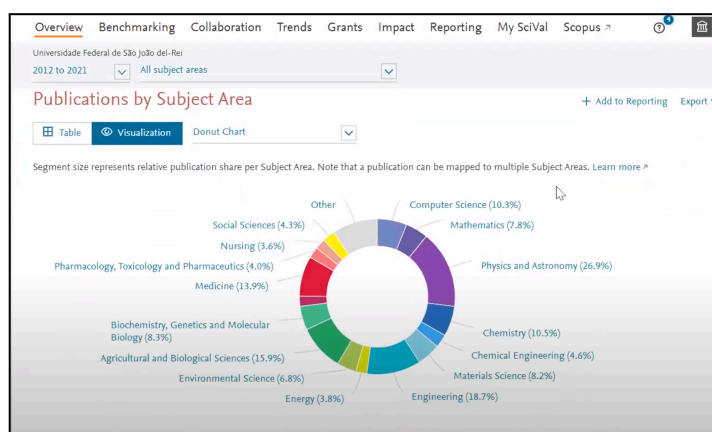 Overview Benchmarking Collaboration Trends Grants Impact Reporting My SciVal Scopus ↗ 4
Universidade Federal de São João del-Rei
2012 to 2021 All subject areas
Publications by Subject Area
+ Add to Reporting Export
Table Visualization Donut Chart
Segment size represents relative publication share per Subject Area. Note that a publication can be mapped to multiple Subject Areas. Learn more ↗
Other
Computer Science (10.3%)
Mathematics (7.8%)
Physics and Astronomy (26.9%)
Chemistry (10.5%)
Chemical Engineering (4.6%)
Materials Science (8.2%)
Engineering (18.7%)
Energy (3.8%)
Environmental Science (6.8%)
Agricultural and Biological Sciences (15.9%)
Biochemistry, Genetics and Molecular
Biology (8.3%)
Medicine (13.9%)
Pharmacology, Toxicology and Pharmaceutics (4.0%)
Nursing (3.6%)
Social Sciences (4.3%)